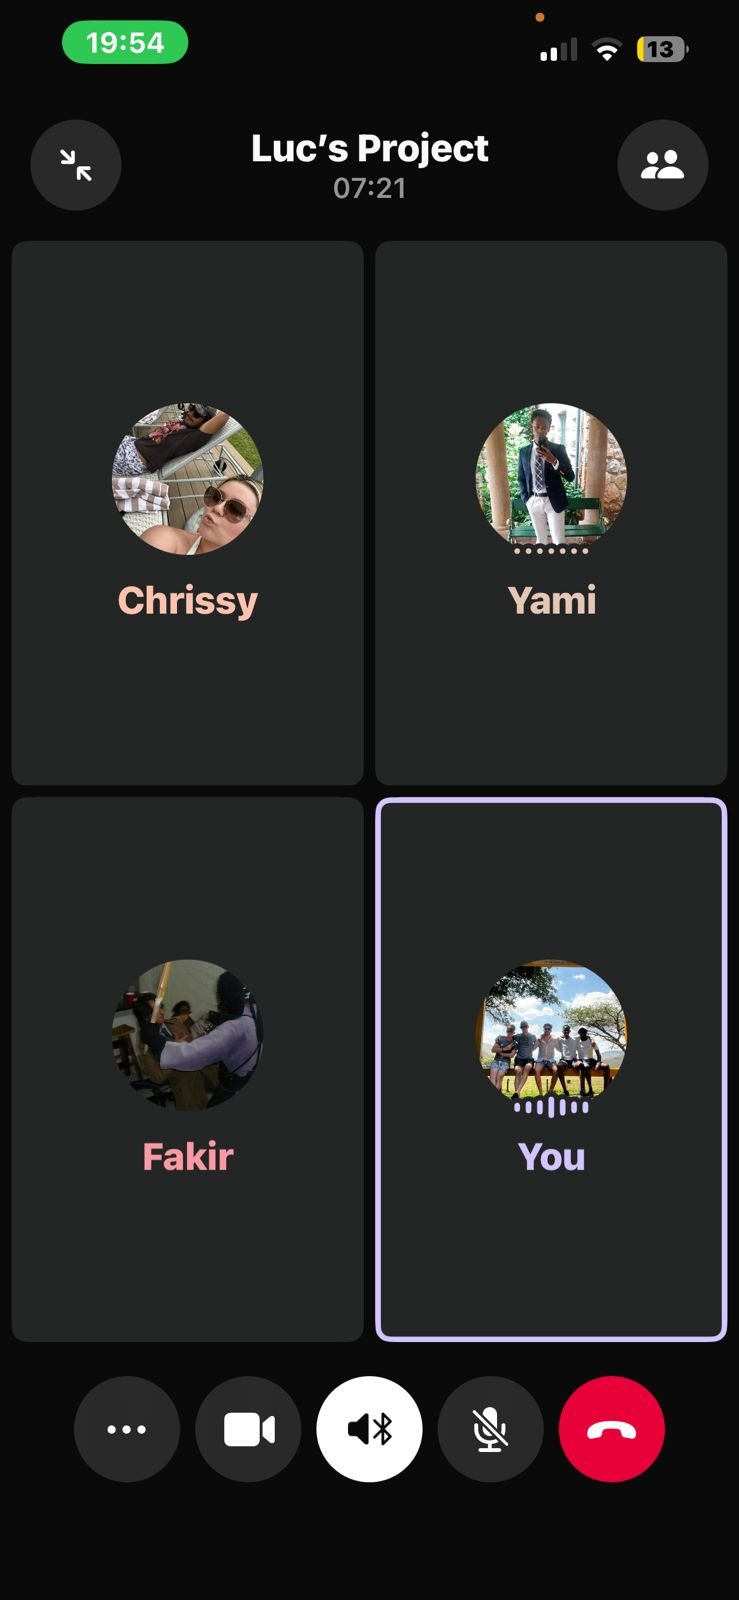 19:54
13
Luc’s Project
07:21
Chrissy
Yami
Fakir
You